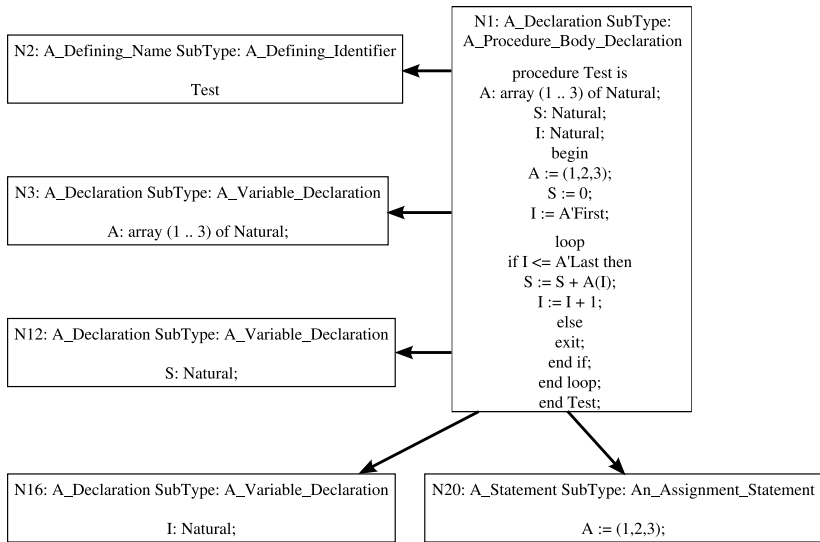 N1: A_Declaration SubType:
A_Procedure_Body_Declaration
procedure Test is
A: array (1 .. 3) of Natural;
S: Natural;
I: Natural;
begin
A := (1,2,3);
S := 0;
I := A'First;
loop
if I <= A'Last then
S := S + A(I);
I := I + 1;
else
exit;
end if;
end loop;
end Test;
N2: A_Defining_Name SubType: A_Defining_Identifier
Test
N3: A_Declaration SubType: A_Variable_Declaration
A: array (1 .. 3) of Natural;
N12: A_Declaration SubType: A_Variable_Declaration
S: Natural;
N16: A_Declaration SubType: A_Variable_Declaration
I: Natural;
N20: A_Statement SubType: An_Assignment_Statement
A := (1,2,3);